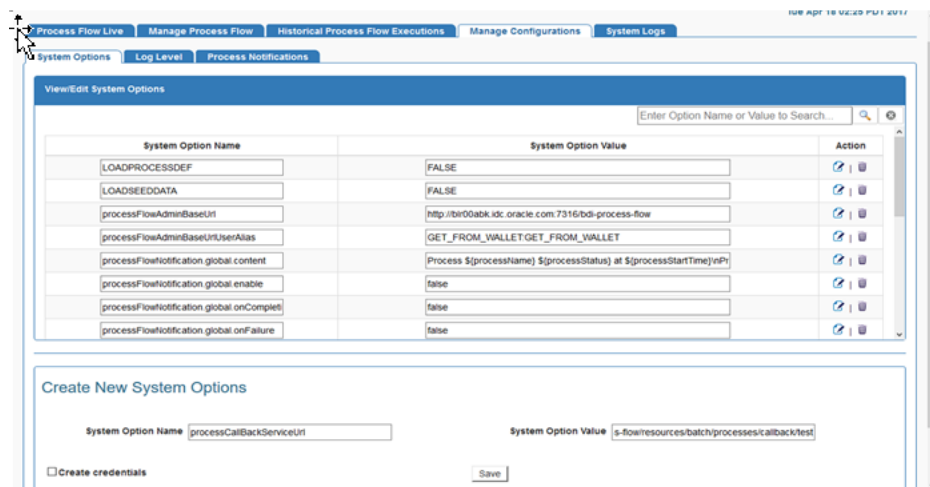 Tue Apr 18 02:25 PDT 2017
Process Flow Live Manage Process Flow Historical Process Flow Executions Manage Configurations System Logs
System Options Log Level Process Notifications
View/Edit System Options
Enter Option Name or Value to Search...
System Option Name System Option Value Action
LOADPROCESSDEF FALSE |
LOADSEEDDATA FALSE |
processFlowAdminBaseUrl http://blr00abk.idc.oracle.com:7316/bdi-process-flow |
processFlowAdminBaseUrlUserAlias GET_FROM_WALLET:GET_FROM_WALLET |
processFlowNotification.global.content Process ${processName} ${processStatus} at ${processStartTime}\nPr |
processFlowNotification.global.enable false |
processFlowNotification.global.onCompleti false |
processFlowNotification.global.onFailure false |
Create New System Options
System Option Name processCallBackServiceUrl System Option Value s-flow/resources/batch/processes/callback/test
Create credentials Save